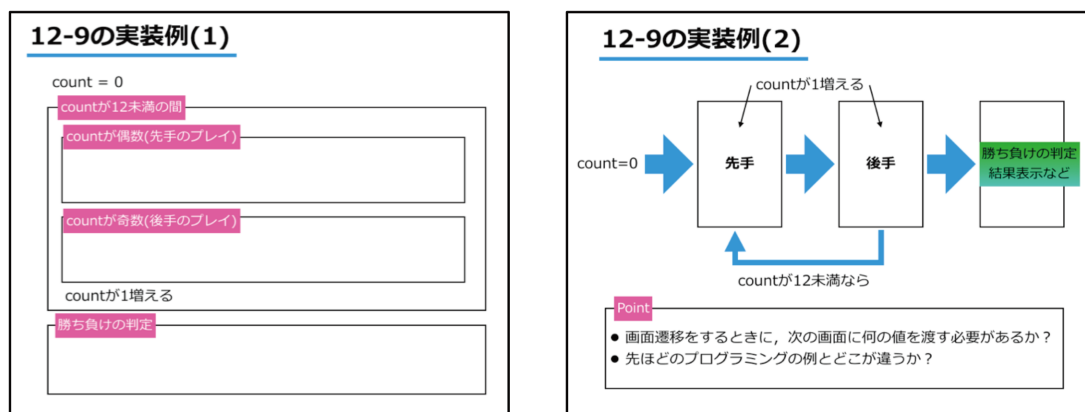 12-9の実装例(1)
count = 0
countが12未満の間
countが偶数(先手のプレイ)
countが奇数(後手のプレイ)
countが1増える
勝ち負けの判定
12-9の実装例(2)
countが1増える
count=0
先手
後手
勝ち負けの判定
結果表示など
countが12未満なら
Point
● 画面遷移をするときに，次の画面に何の値を渡す必要があるか？
● 先ほどのプログラミングの例とどこが違うか？